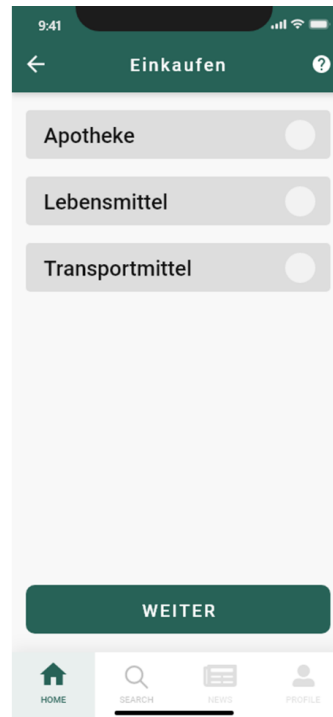 9:41
Einkaufen
?
Apotheke
Lebensmittel
Transportmittel
WEITER
HOME SEARCH NEWS PROFILE